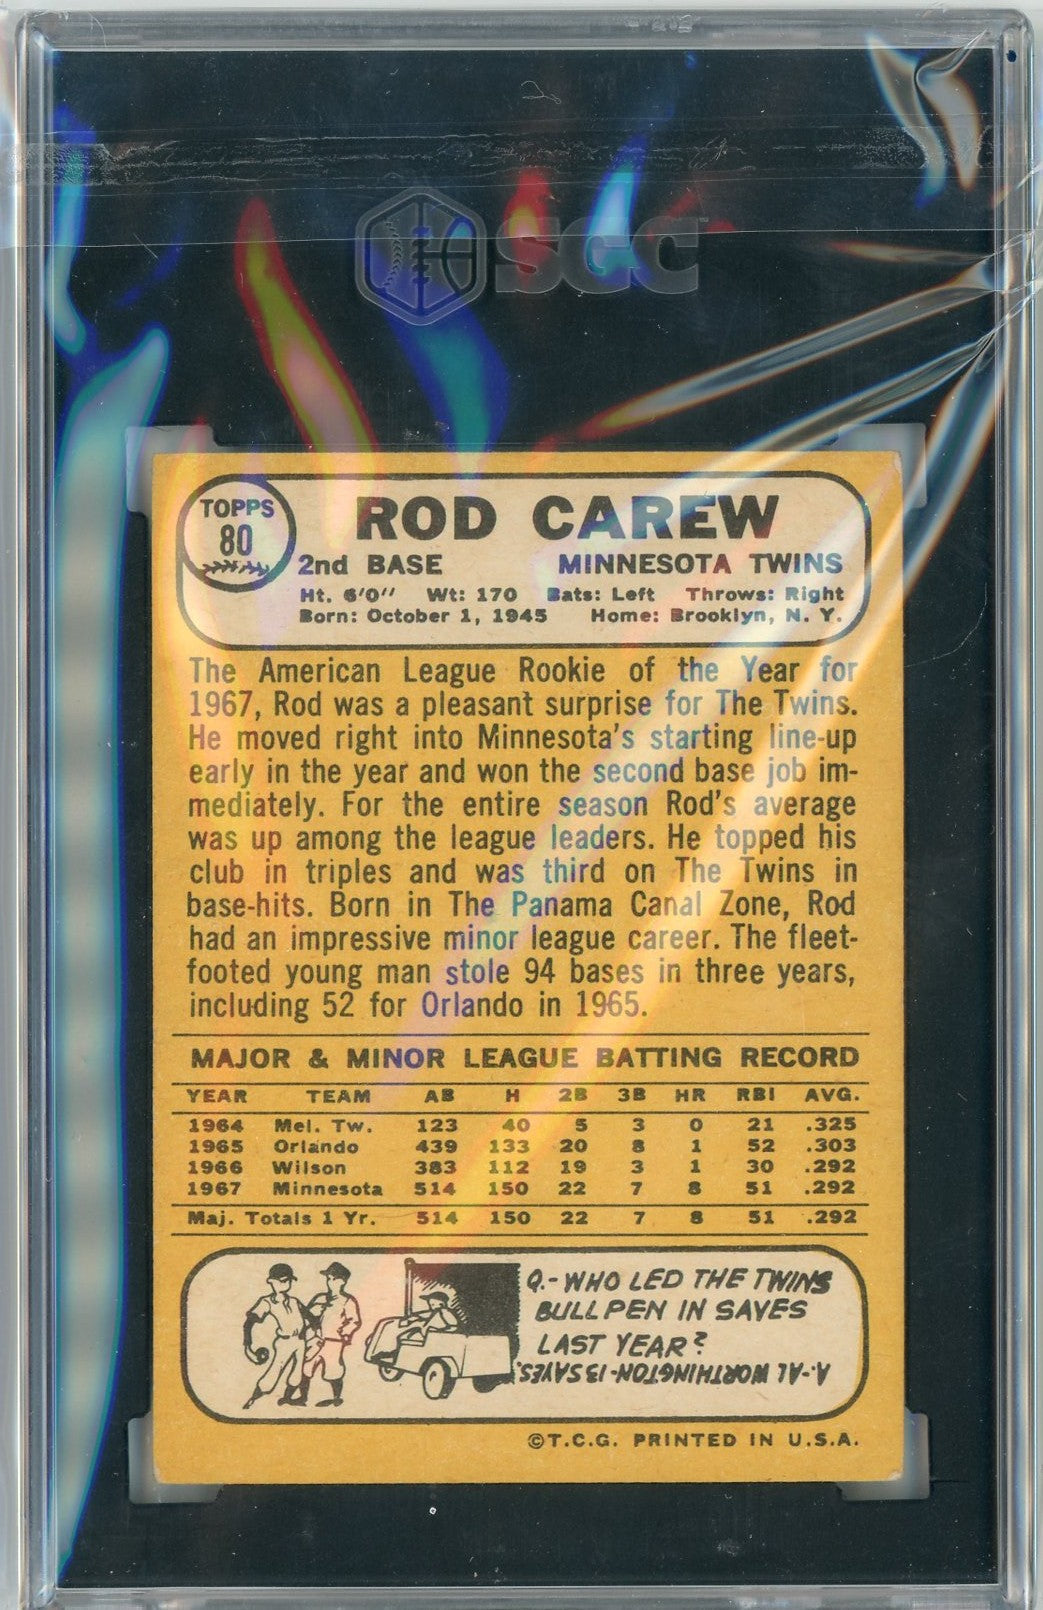 SGC
TOPPS
80
ROD CAREW
2nd BASE MINNESOTA TWINS
Ht. 6'0" Wt: 170 Bats: Left Throws: Right
Born: October 1, 1945 Home: Brooklyn, N. Y.
The American League Rookie of the Year for
1967, Rod was a pleasant surprise for The Twins.
He moved right into Minnesota's starting line-up
early in the year and won the second base job im-
mediately. For the entire season Rod's average
was up among the league leaders. He topped his
club in triples and was third on The Twins in
base-hits. Born in The Panama Canal Zone, Rod
had an impressive minor league career. The fleet-
footed young man stole 94 bases in three years,
including 52 for Orlando in 1965.
MAJOR & MINOR LEAGUE BATTING RECORD
YEAR TEAM AB H 2B 3B HR RBI AVG.
1964 Mel. Tw. 123 40 5 3 0 21 .325
1965 Orlando 439 133 20 8 1 52 .303
1966 Wilson 383 112 19 3 1 30 .292
1967 Minnesota 514 150 22 7 8 51 .292
Maj. Totals 1 Yr. 514 150 22 7 8 51 .292
Q.-WHO LED THE TWINS
BULLPEN IN SAVES
LAST YEAR?
A.-AL WORTHINGTON-13 SAVES.
©T.C.G. PRINTED IN U.S.A.